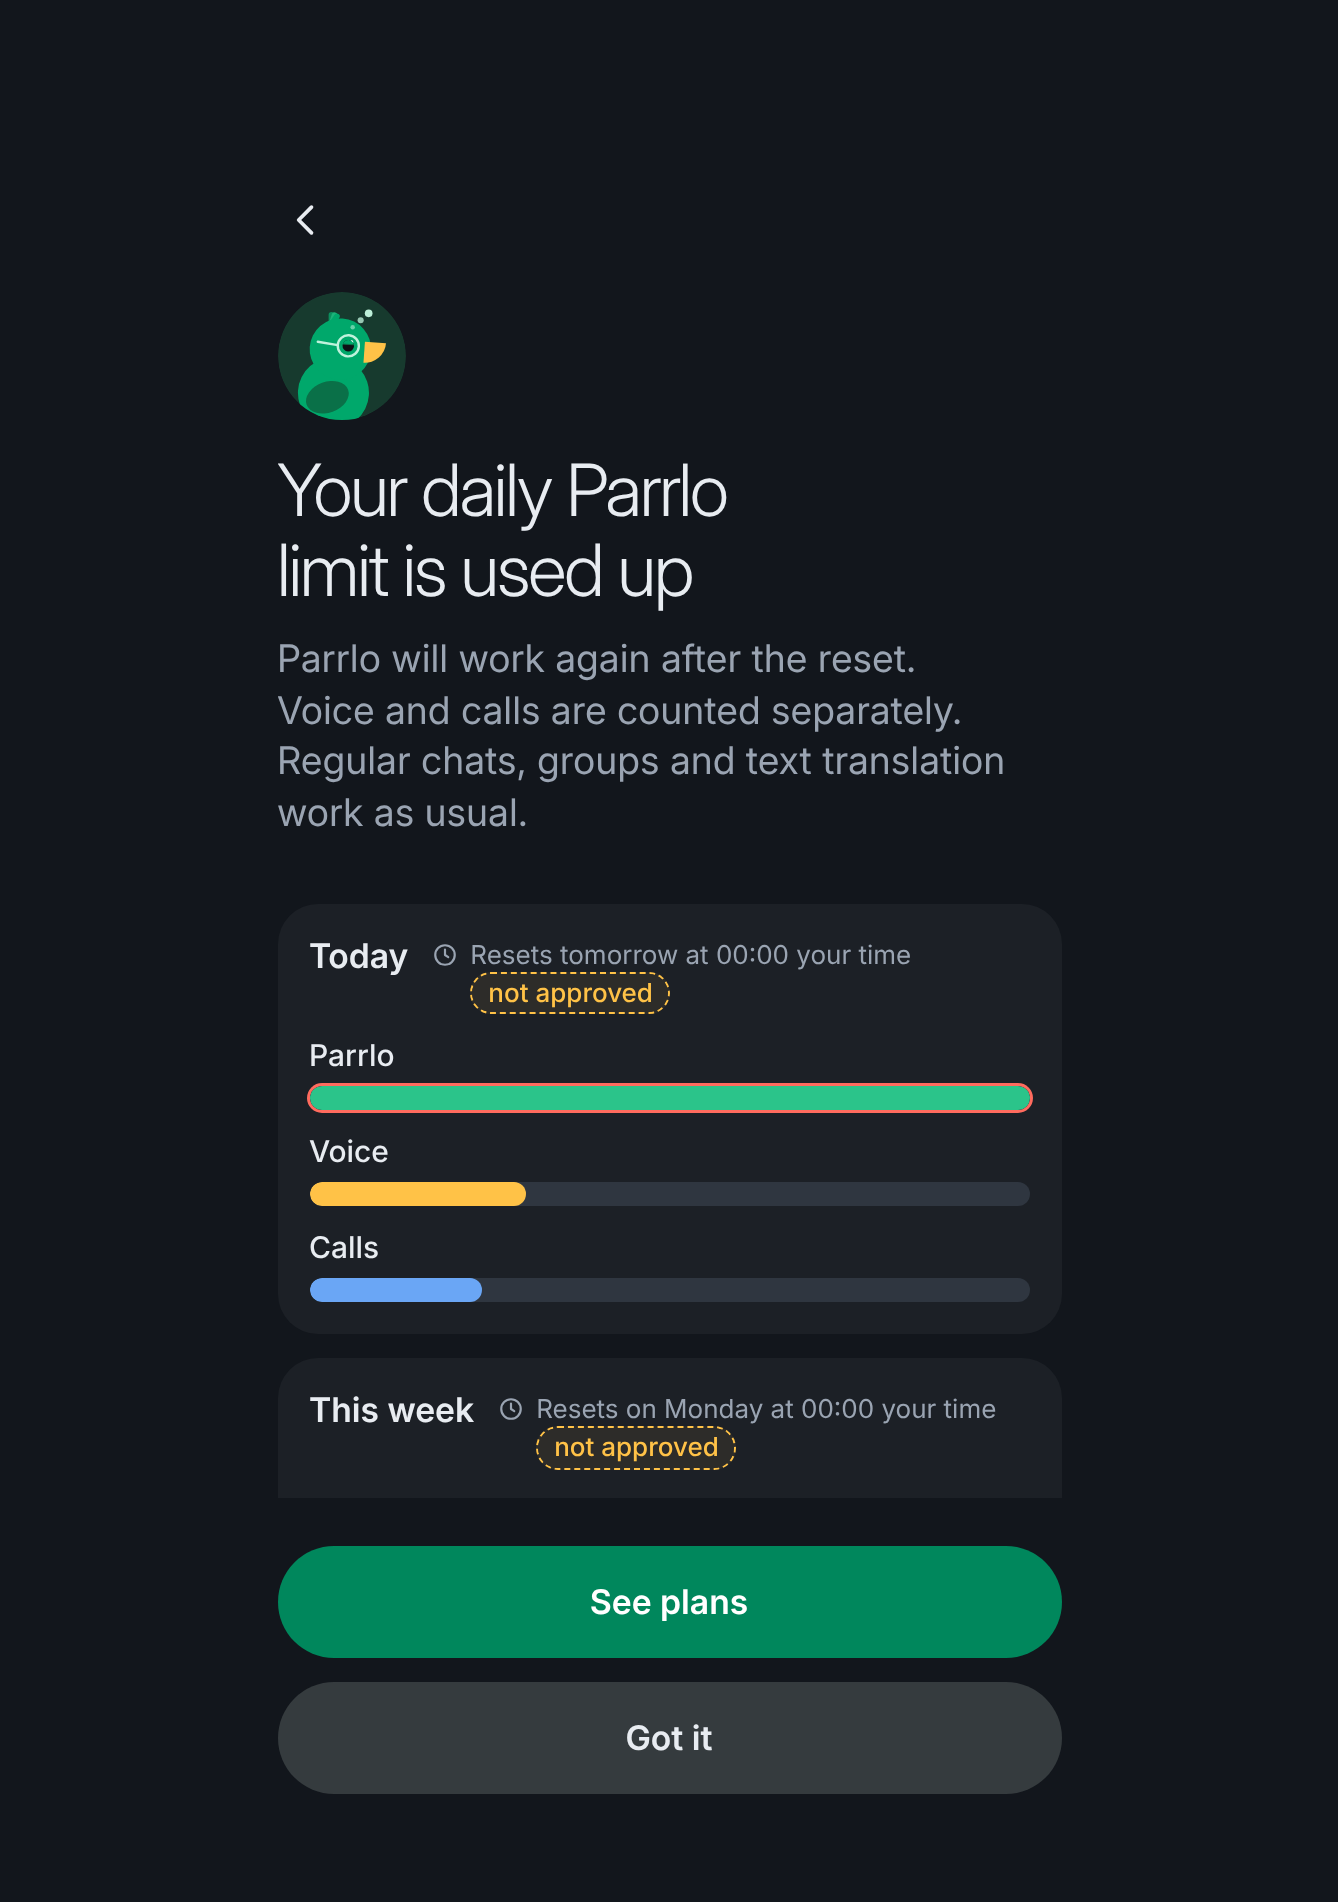 Your daily Parrlo
limit is used up
Parrlo will work again after the reset.
Voice and calls are counted separately.
Regular chats, groups and text translation
work as usual.
Today Resets tomorrow at 00:00 your time
not approved
Parrlo
Voice
Calls
This week Resets on Monday at 00:00 your time
not approved
See plans
Got it